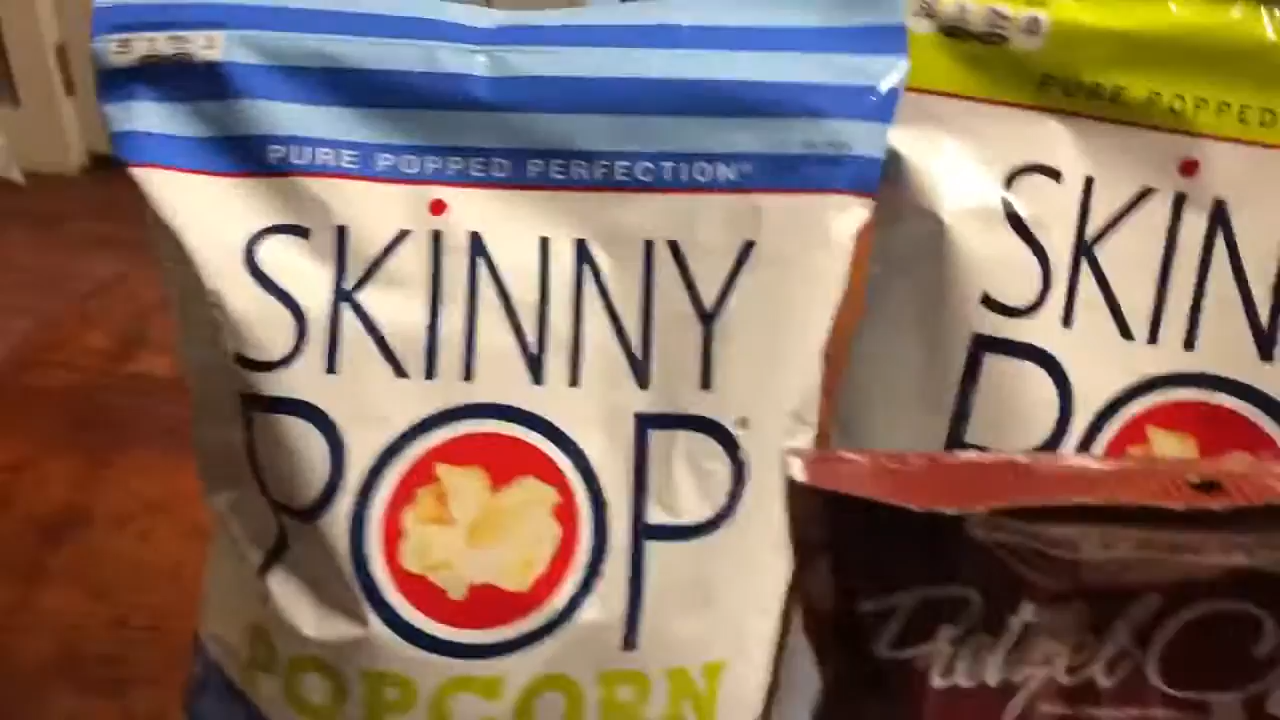 PURE POPPED PERFECTION
SKINNY
POP
POPCORN
PURE POPPED
SKIN
PO
Pretzel